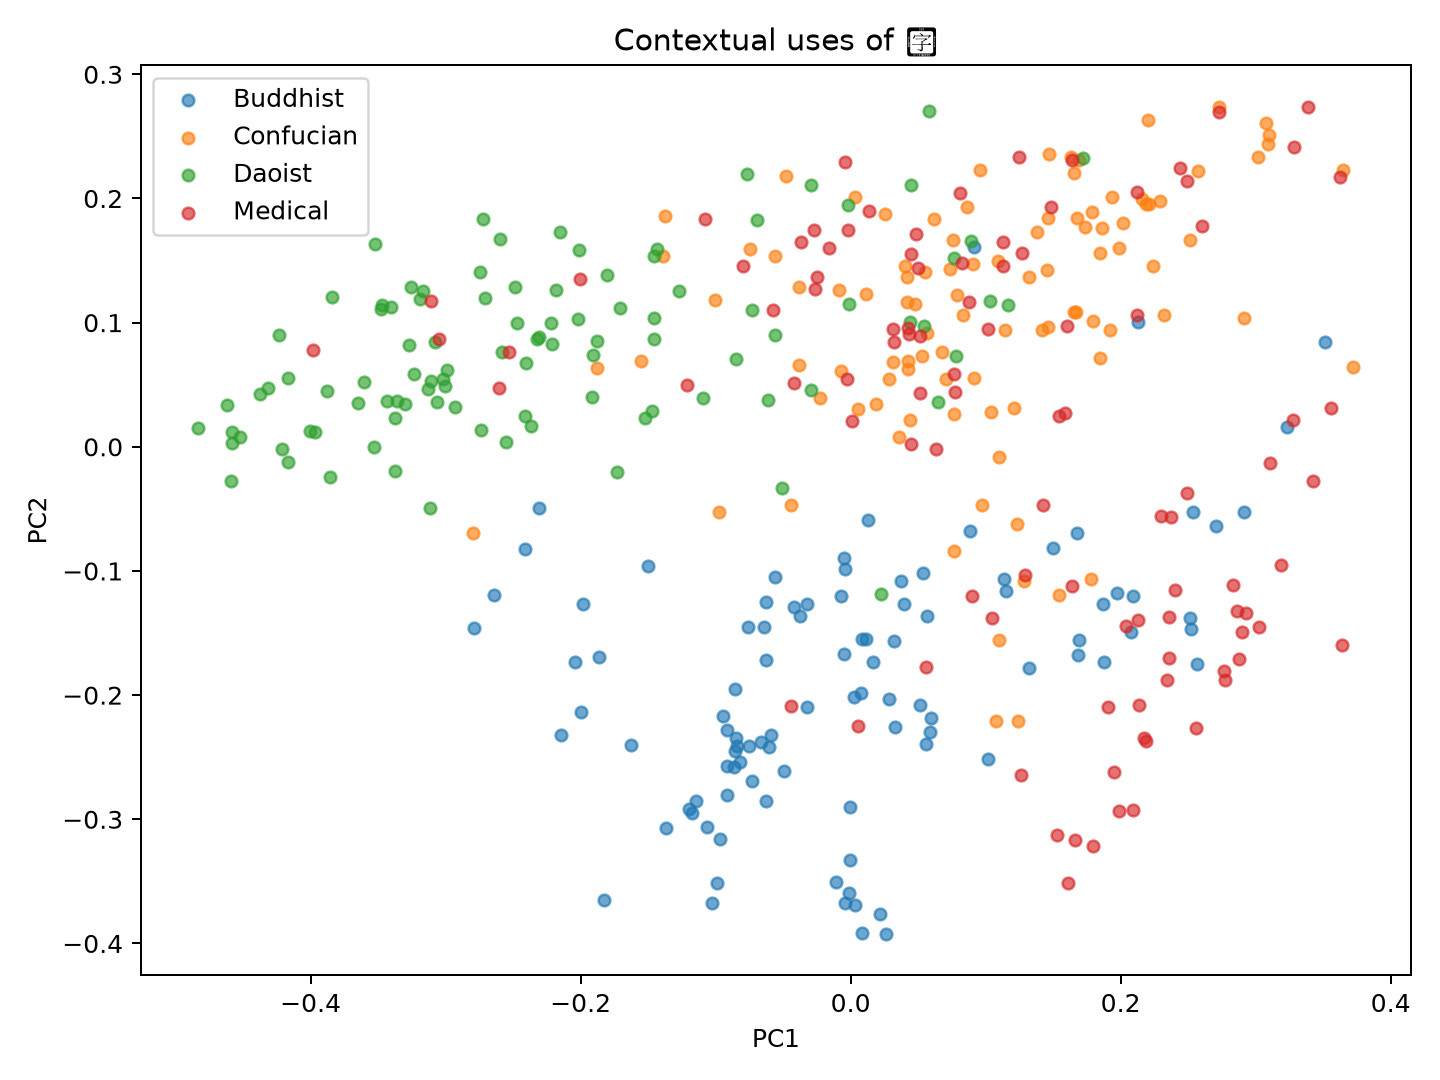 Contextual uses of 字
Buddhist
Confucian
Daoist
Medical
0.3
0.2
0.1
0.0
−0.1
−0.2
−0.3
−0.4
PC2
−0.4 −0.2 0.0 0.2 0.4
PC1